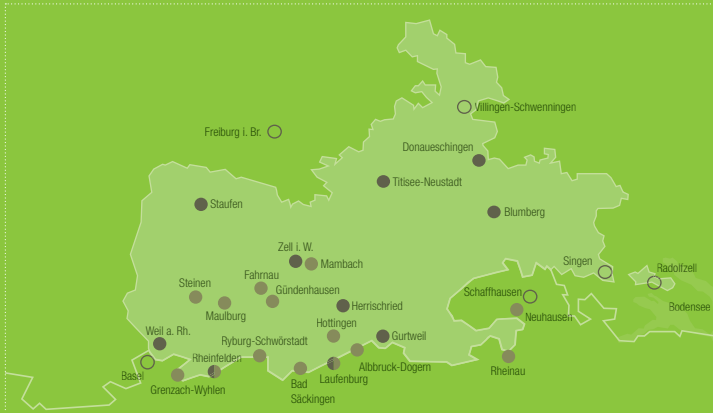 Villingen-Schwenningen
Freiburg i. Br.
Donaueschingen
Titisee-Neustadt
Staufen
Blumberg
Zell i. W.
Mambach
Singen
Radolfzell
Fahrnau
Steinen
Gündenhausen
Schaffhausen
Maulburg
Herrischried
Neuhausen
Bodensee
Hottingen
Weil a. Rh.
Ryburg-Schwörstadt
Gurtweil
Rheinfelden
Albbruck-Dogern
Rheinau
Basel
Laufenburg
Grenzach-Wyhlen
Bad
Säckingen